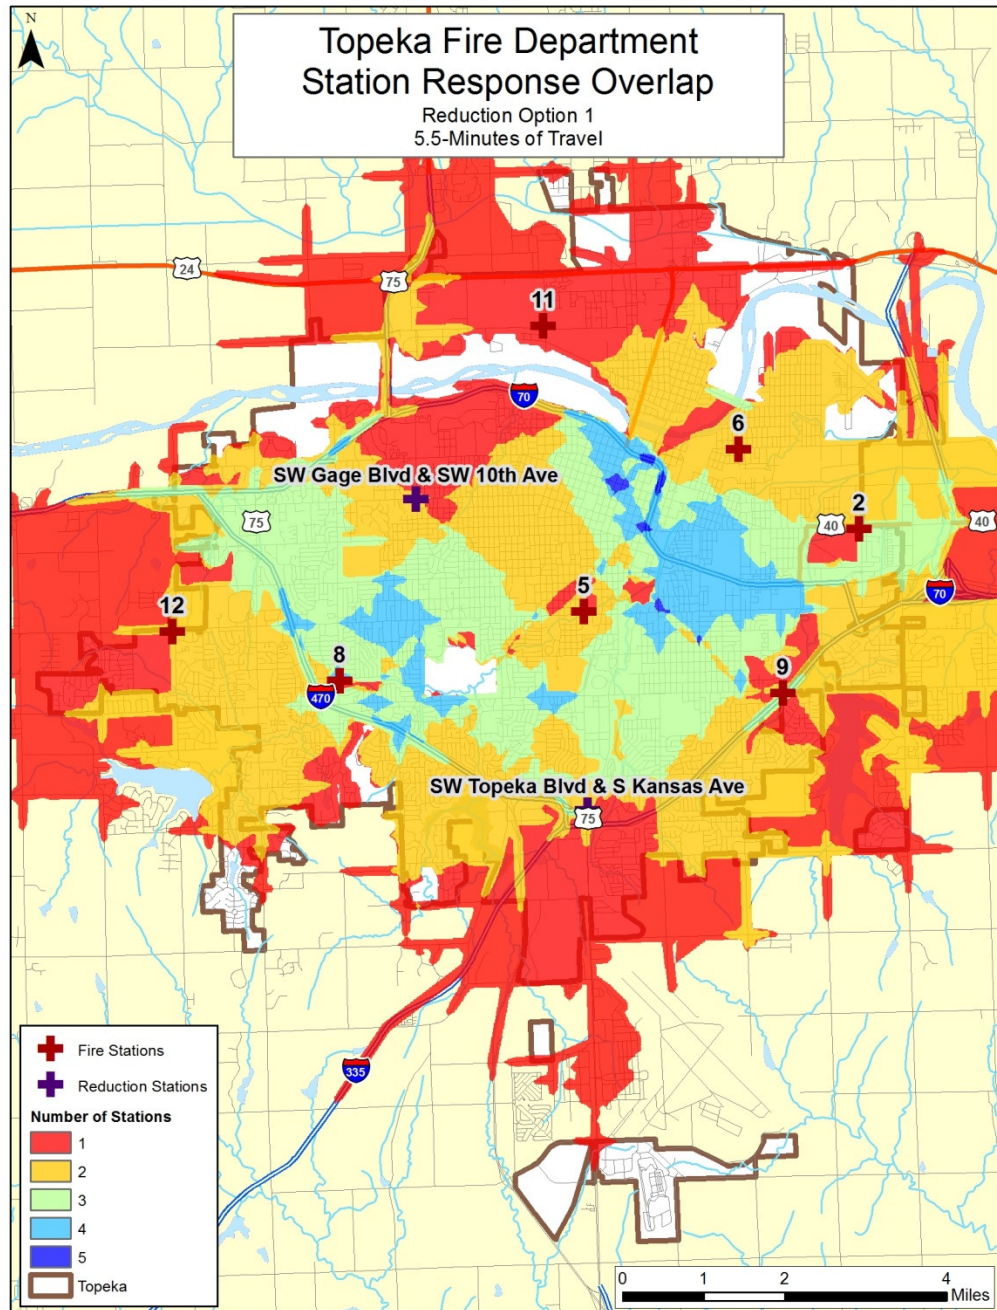 N
Topeka Fire Department
Station Response Overlap
Reduction Option 1
5.5-Minutes of Travel
24
75
11
70
6
SW Gage Blvd & SW 10th Ave
75
2
40
40
5
70
12
8
9
470
SW Topeka Blvd & S Kansas Ave
75
335
Fire Stations
Reduction Stations
Number of Stations
1
2
3
4
5
Topeka
0 1 2 4
Miles